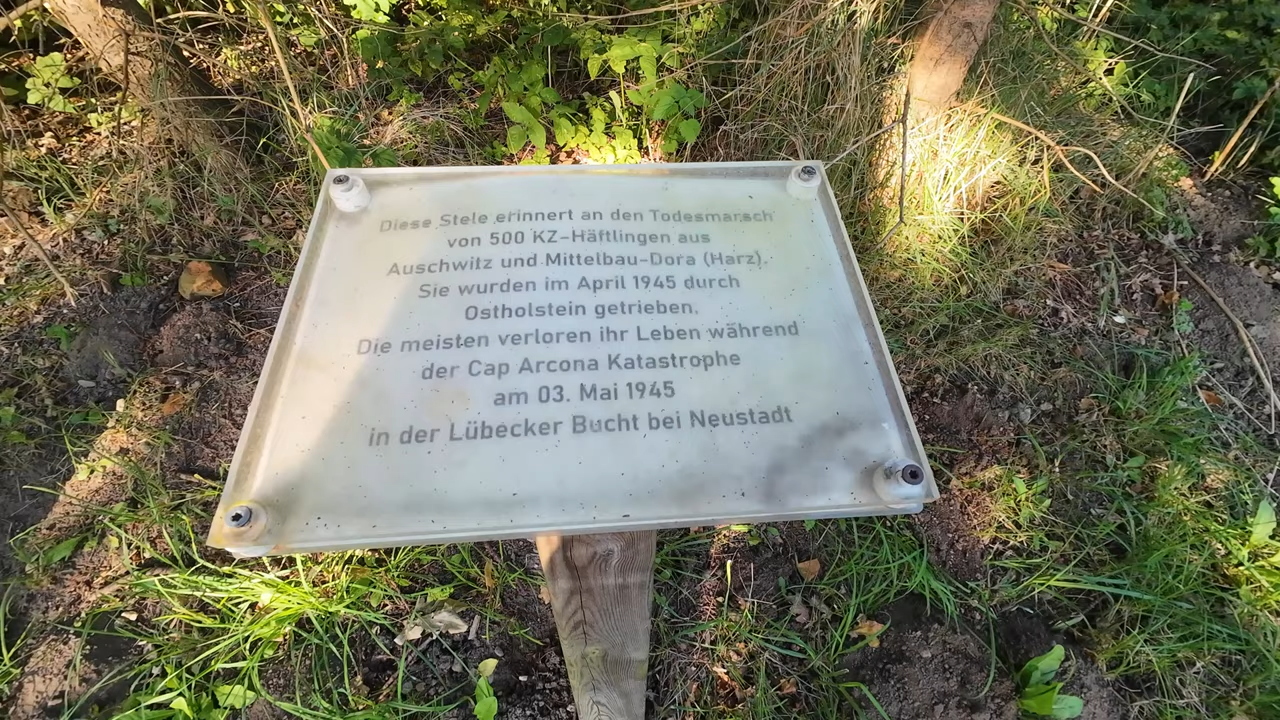 Diese Stele erinnert an den Todesmarsch
von 500 KZ-Häftlingen aus
Auschwitz und Mittelbau-Dora (Harz).
Sie wurden im April 1945 durch
Ostholstein getrieben.
Die meisten verloren ihr Leben während
der Cap Arcona Katastrophe
am 03. Mai 1945
in der Lübecker Bucht bei Neustadt